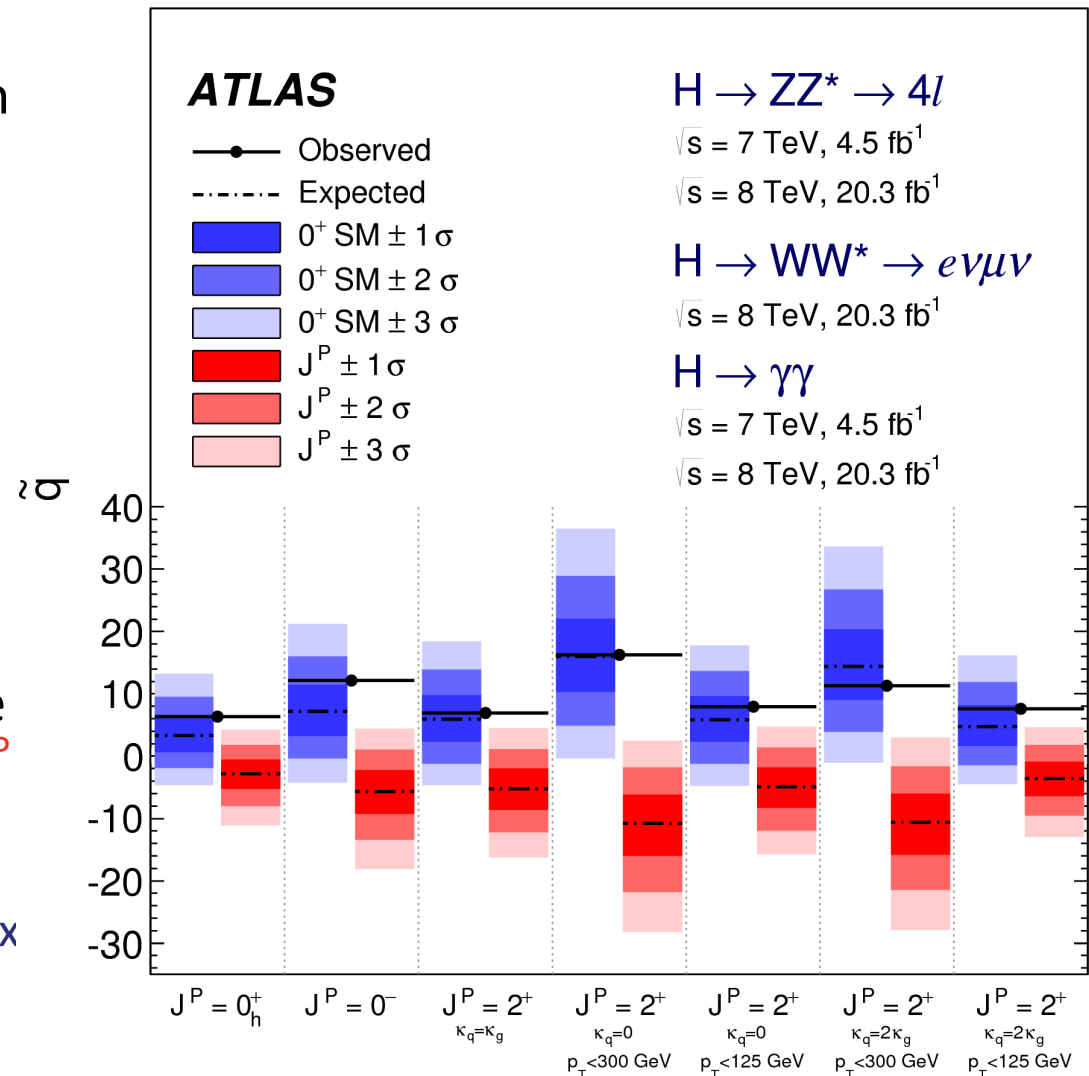 ATLAS
Observed
Expected
0⁺ SM ± 1 σ
0⁺ SM ± 2 σ
0⁺ SM ± 3 σ
Jᴾ ± 1 σ
Jᴾ ± 2 σ
Jᴾ ± 3 σ
H → ZZ* → 4l
√s = 7 TeV, 4.5 fb⁻¹
√s = 8 TeV, 20.3 fb⁻¹
H → WW* → eνμν
√s = 8 TeV, 20.3 fb⁻¹
H → γγ
√s = 7 TeV, 4.5 fb⁻¹
√s = 8 TeV, 20.3 fb⁻¹
q̃
40
30
20
10
0
-10
-20
-30
Jᴾ = 0⁺ₕ
Jᴾ = 0⁻
Jᴾ = 2⁺
κq=κg
Jᴾ = 2⁺
κq=0
pT<300 GeV
Jᴾ = 2⁺
κq=0
pT<125 GeV
Jᴾ = 2⁺
κq=2κg
pT<300 GeV
Jᴾ = 2⁺
κq=2κg
pT<125 GeV